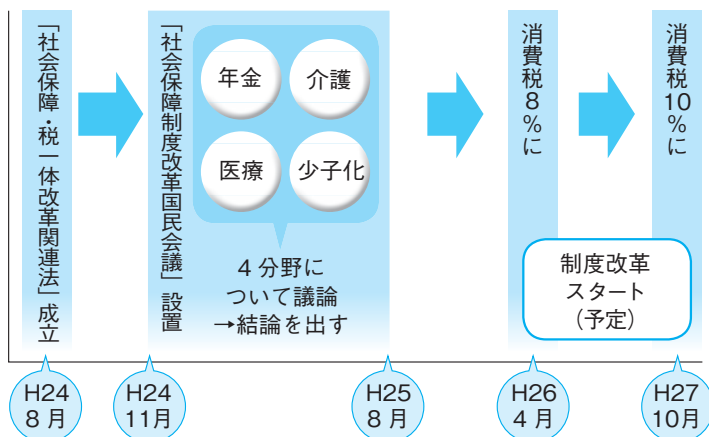 「社会保障・税一体改革関連法」成立
「社会保障制度改革国民会議」設置
年金
介護
医療
少子化
4分野に
ついて議論
→結論を出す
消費税8%に
消費税10%に
制度改革
スタート
(予定)
H24
8月
H24
11月
H25
8月
H26
4月
H27
10月